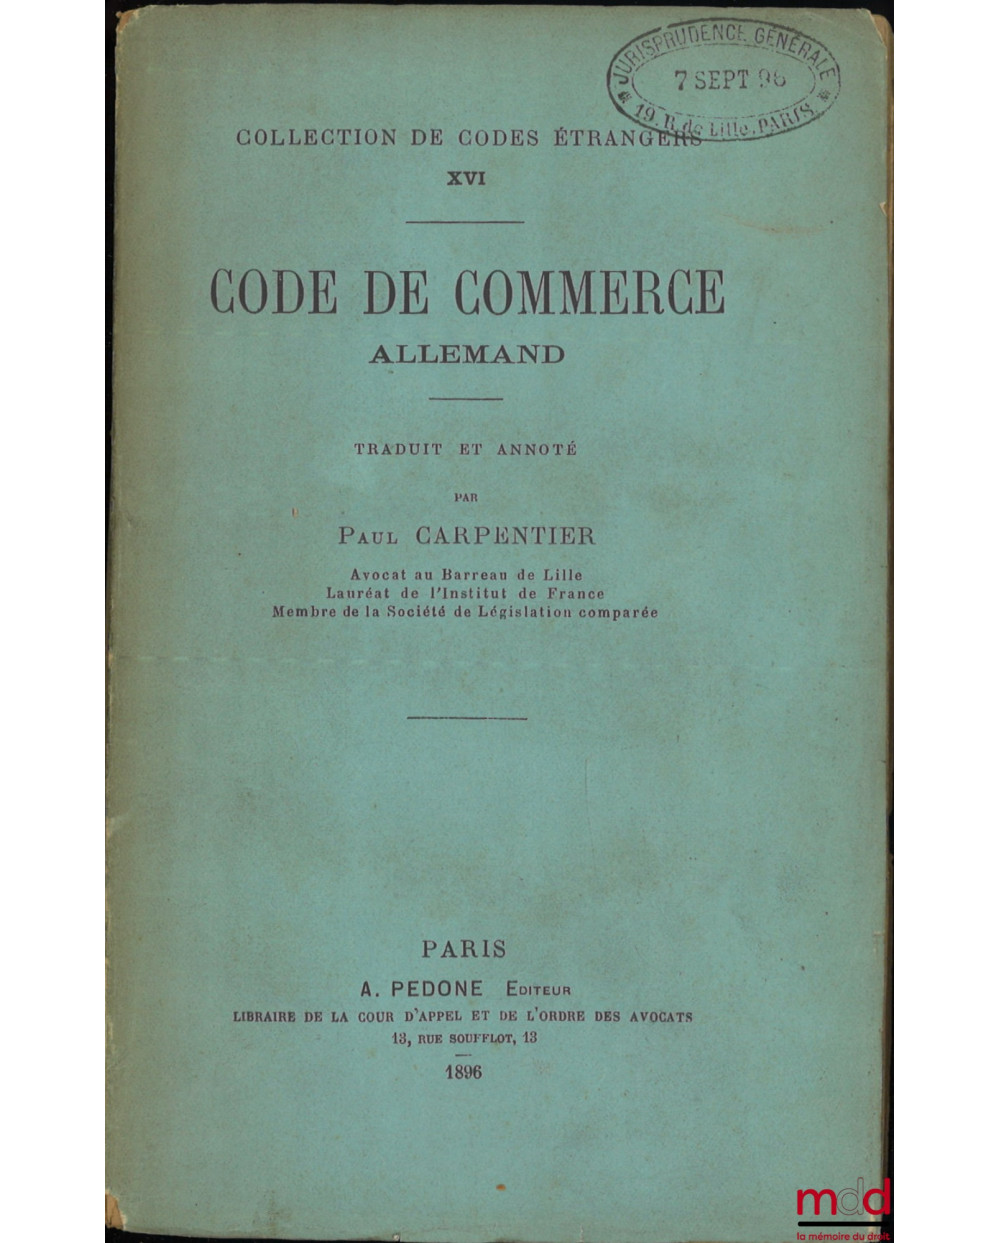 JURISPRUDENCE GÉNÉRALE
7 SEPT 96
19. R. de Lille. PARIS
COLLECTION DE CODES ÉTRANGERS
XVI
CODE DE COMMERCE
ALLEMAND
TRADUIT ET ANNOTÉ
PAR
PAUL CARPENTIER
Avocat au Barreau de Lille
Lauréat de l'Institut de France
Membre de la Société de Législation comparée
PARIS
A. PEDONE EDITEUR
LIBRAIRE DE LA COUR D'APPEL ET DE L'ORDRE DES AVOCATS
13, RUE SOUFFLOT, 13
1896
mdd
la mémoire du droit